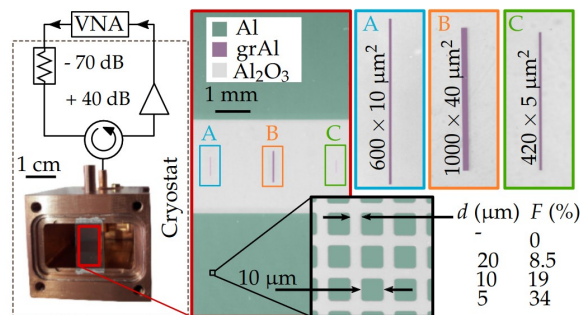 VNA
- 70 dB
+ 40 dB
1 cm
Cryostat
Al
grAl
Al₂O₃
1 mm
A
B
C
A
600 × 10 μm²
B
1000 × 40 μm²
C
420 × 5 μm²
10 μm
d (μm) F (%)
- 0
20 8.5
10 19
5 34